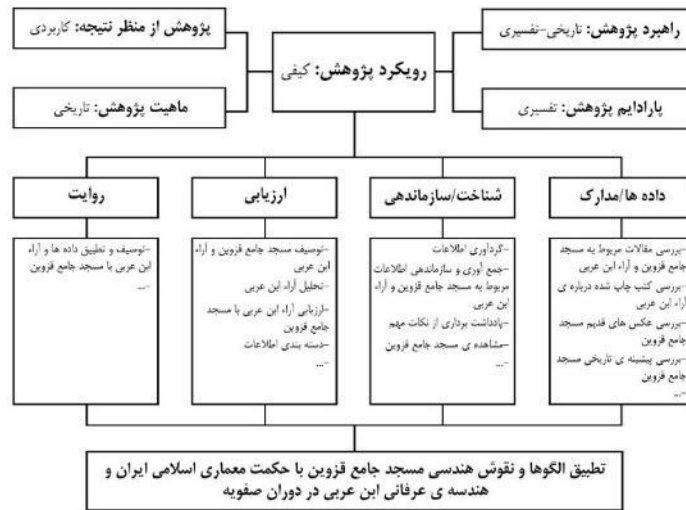 راهبرد پژوهش: تاریخی-تفسیری
پژوهش از منظر نتیجه: کاربردی
رویکرد پژوهش: کیفی
پارادایم پژوهش: تفسیری
ماهیت پژوهش: تاریخی
داده ها/مدارک
-بررسی مقالات مربوط به مسجد
جامع قزوین و آراء ابن عربی
-بررسی کتب چاپ شده درباره ی
آراء ابن عربی
-بررسی عکس های قدیم مسجد
جامع قزوین
-بررسی پیشینه ی تاریخی مسجد
جامع قزوین
-...
شناخت/سازماندهی
-گردآوری اطلاعات
-جمع آوری و سازماندهی اطلاعات
مربوط به مسجد جامع قزوین و آراء
ابن عربی
-یادداشت برداری از نکات مهم
-مشاهده ی مسجد جامع قزوین
-...
ارزیابی
-توصیف مسجد جامع قزوین و آراء
ابن عربی
-تحلیل آراء ابن عربی
-ارزیابی آراء ابن عربی با مسجد
جامع قزوین
-دسته بندی اطلاعات
-...
روایت
-توصیف و تطبیق داده ها و آراء
ابن عربی با مسجد جامع قزوین
-...
تطبیق الگوها و نقوش هندسی مسجد جامع قزوین با حکمت معماری اسلامی ایران و
هندسه ی عرفانی ابن عربی در دوران صفویه